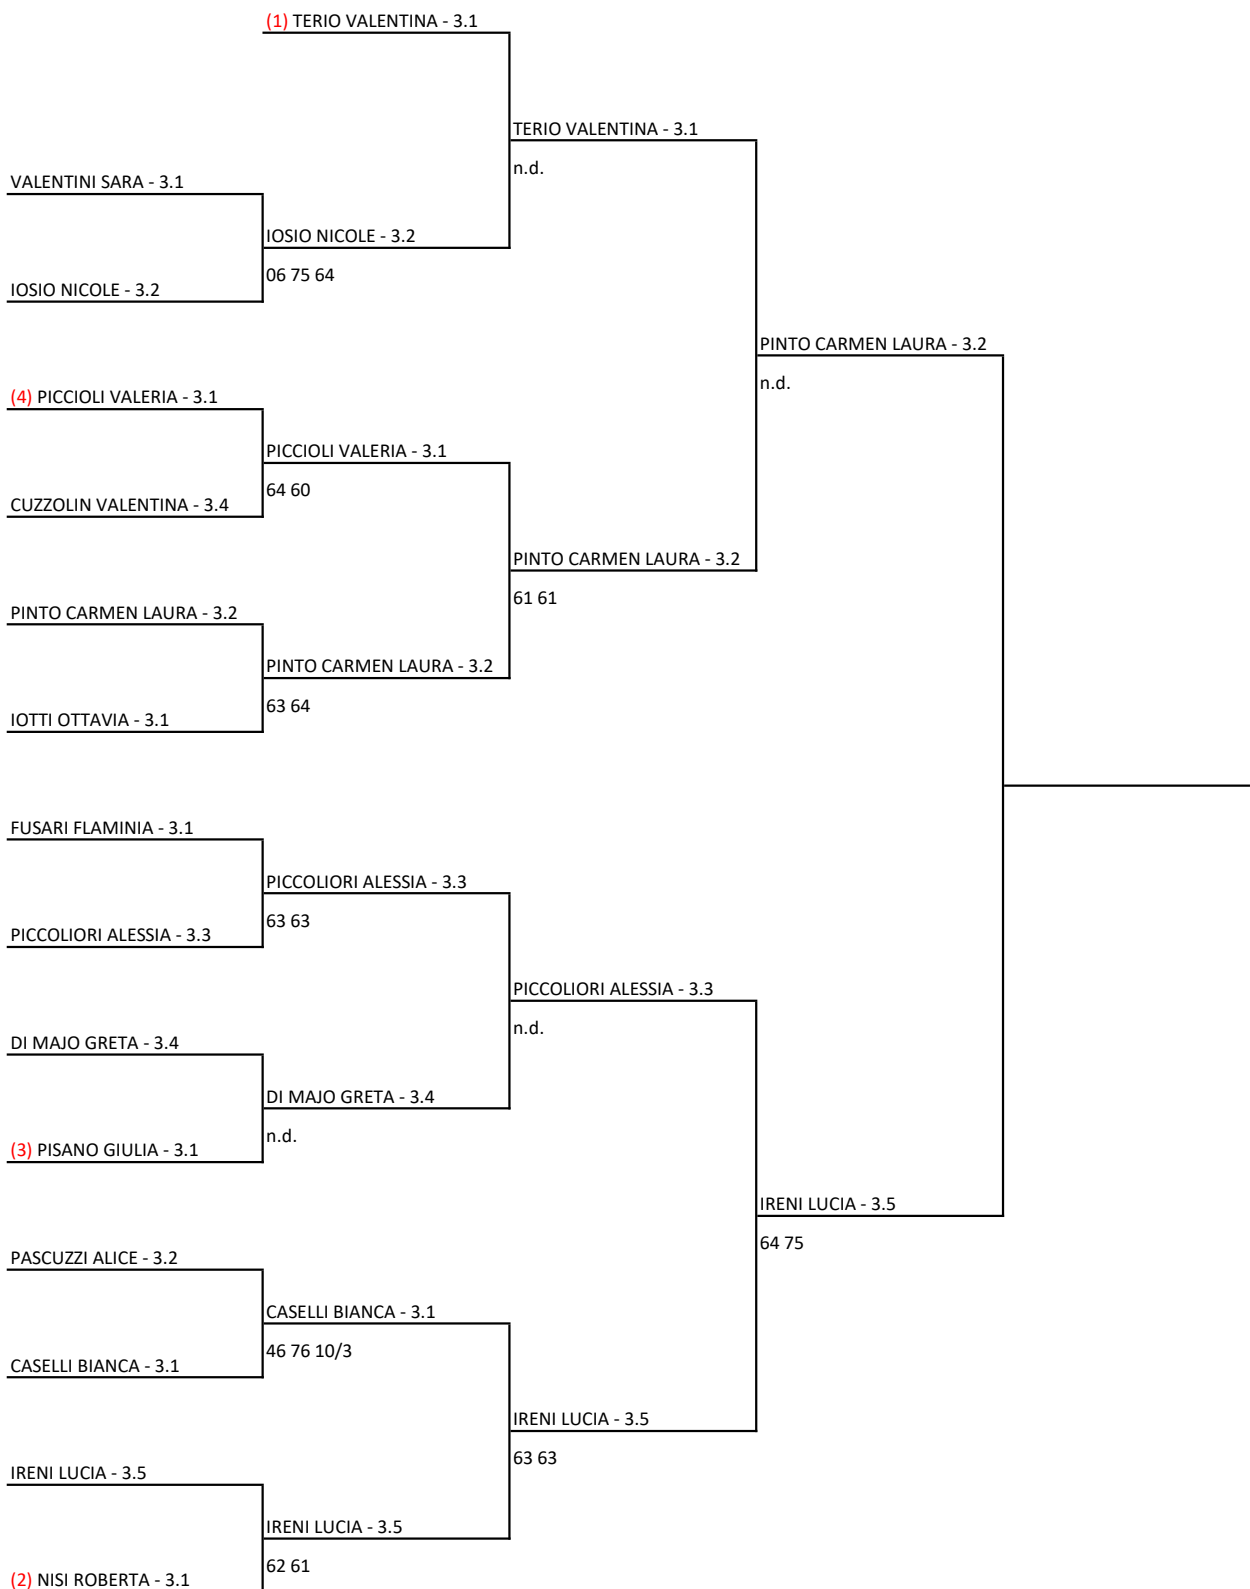 (1) TERIO VALENTINA - 3.1
TERIO VALENTINA - 3.1
n.d.
VALENTINI SARA - 3.1
IOSIO NICOLE - 3.2
06 75 64
IOSIO NICOLE - 3.2
PINTO CARMEN LAURA - 3.2
n.d.
(4) PICCIOLI VALERIA - 3.1
PICCIOLI VALERIA - 3.1
64 60
CUZZOLIN VALENTINA - 3.4
PINTO CARMEN LAURA - 3.2
61 61
PINTO CARMEN LAURA - 3.2
PINTO CARMEN LAURA - 3.2
63 64
IOTTI OTTAVIA - 3.1
FUSARI FLAMINIA - 3.1
PICCOLIORI ALESSIA - 3.3
63 63
PICCOLIORI ALESSIA - 3.3
PICCOLIORI ALESSIA - 3.3
n.d.
DI MAJO GRETA - 3.4
DI MAJO GRETA - 3.4
n.d.
(3) PISANO GIULIA - 3.1
IRENI LUCIA - 3.5
64 75
PASCUZZI ALICE - 3.2
CASELLI BIANCA - 3.1
46 76 10/3
CASELLI BIANCA - 3.1
IRENI LUCIA - 3.5
63 63
IRENI LUCIA - 3.5
IRENI LUCIA - 3.5
62 61
(2) NISI ROBERTA - 3.1